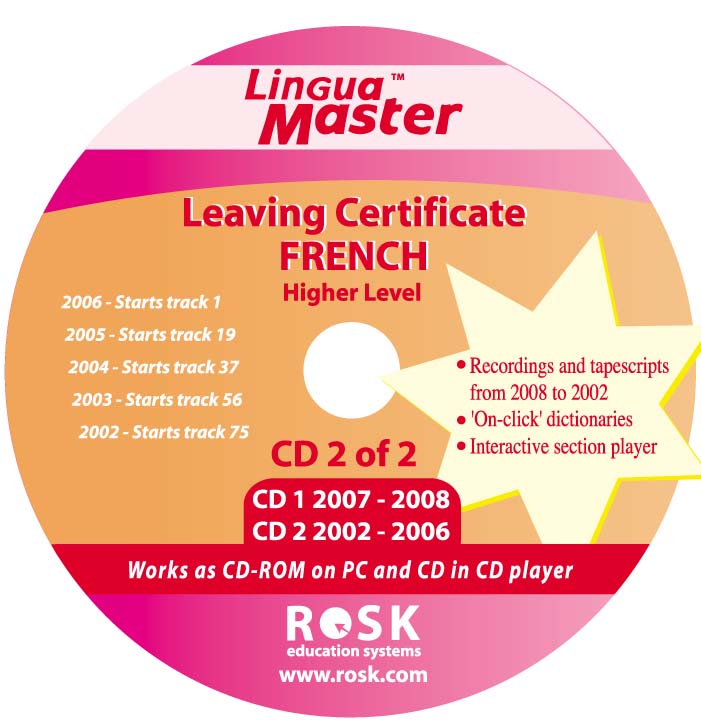 LinGua™
Master
Leaving Certificate
FRENCH
Higher Level
2006 - Starts track 1
2005 - Starts track 19
2004 - Starts track 37
2003 - Starts track 56
2002 - Starts track 75
• Recordings and tapescripts
from 2008 to 2002
• 'On-click' dictionaries
• Interactive section player
CD 2 of 2
CD 1 2007 - 2008
CD 2 2002 - 2006
Works as CD-ROM on PC and CD in CD player
ROSK
education systems
www.rosk.com